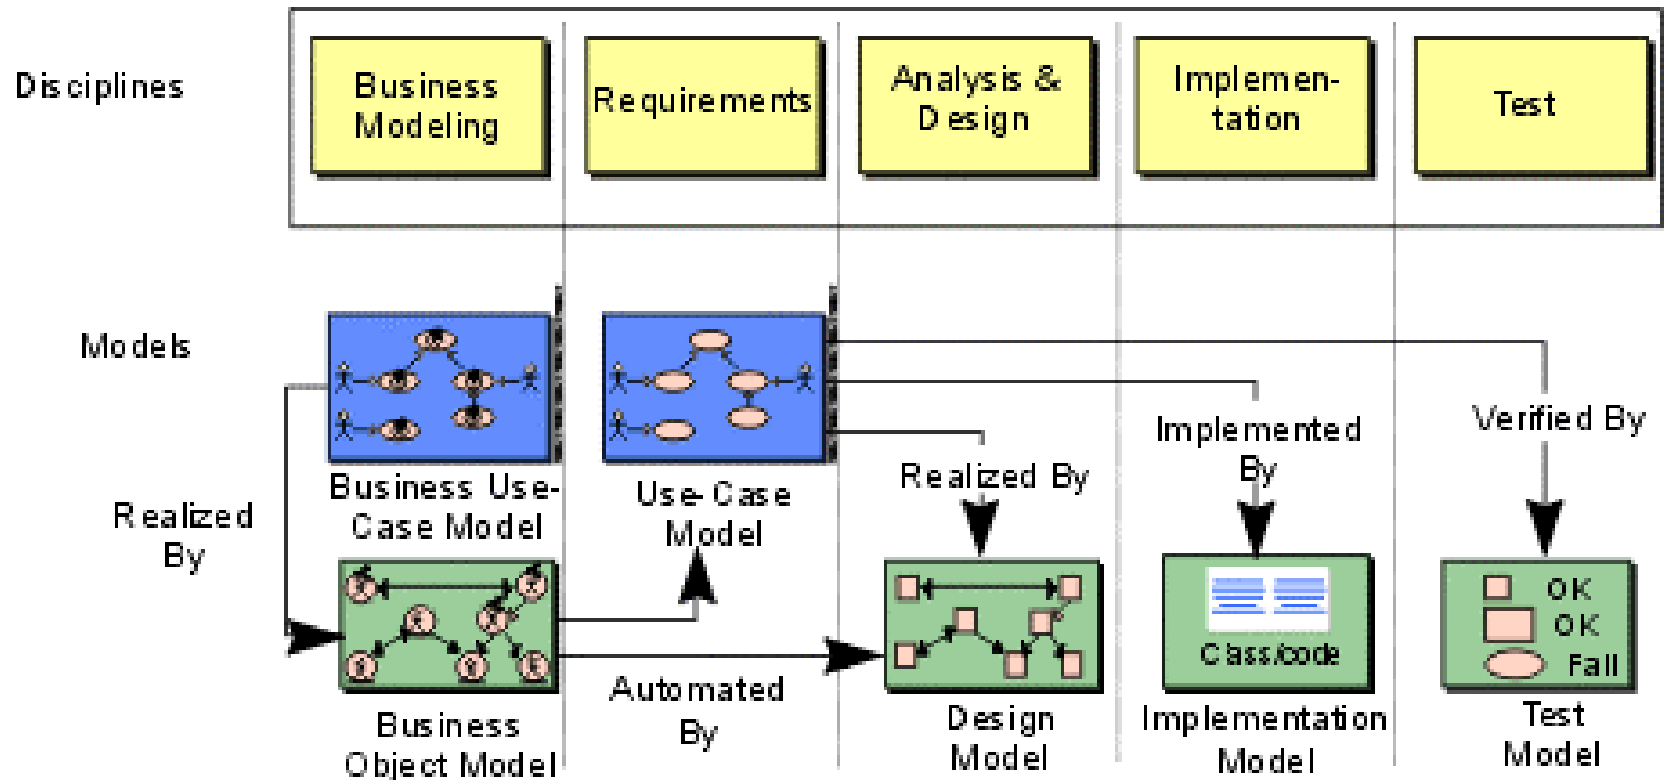 Disciplines
Business
Modeling
Requirements
Analysis &
Design
Implemen-
tation
Test
Models
Business Use-
Case Model
Use-Case
Model
Realized
By
Realized By
Implemented
By
Verified By
Automated
By
Business
Object Model
Design
Model
Class/code
Implementation
Model
OK
OK
Fail
Test
Model